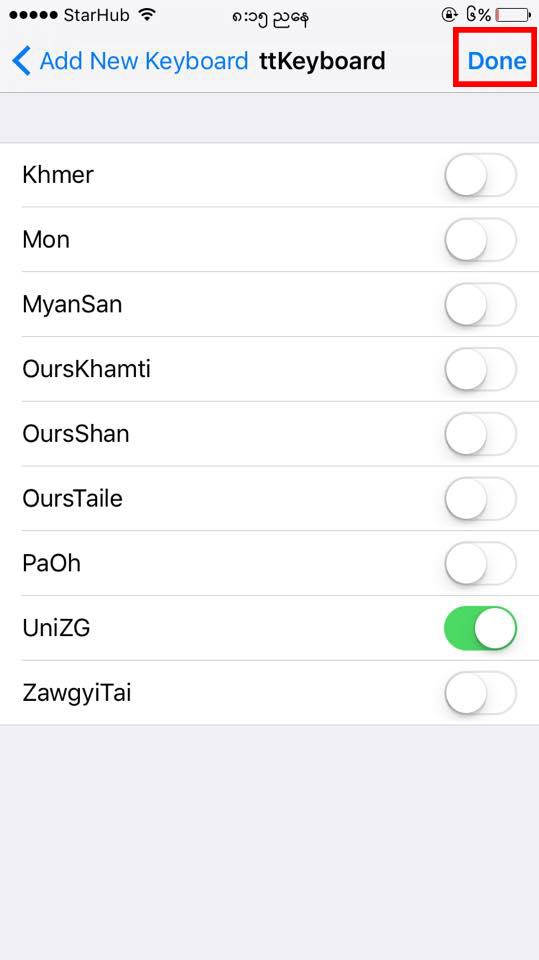 StarHub ၈:၁၅ ညနေ ၆%
Add New Keyboard ttKeyboard Done
Khmer
Mon
MyanSan
OursKhamti
OursShan
OursTaile
PaOh
UniZG
ZawgyiTai